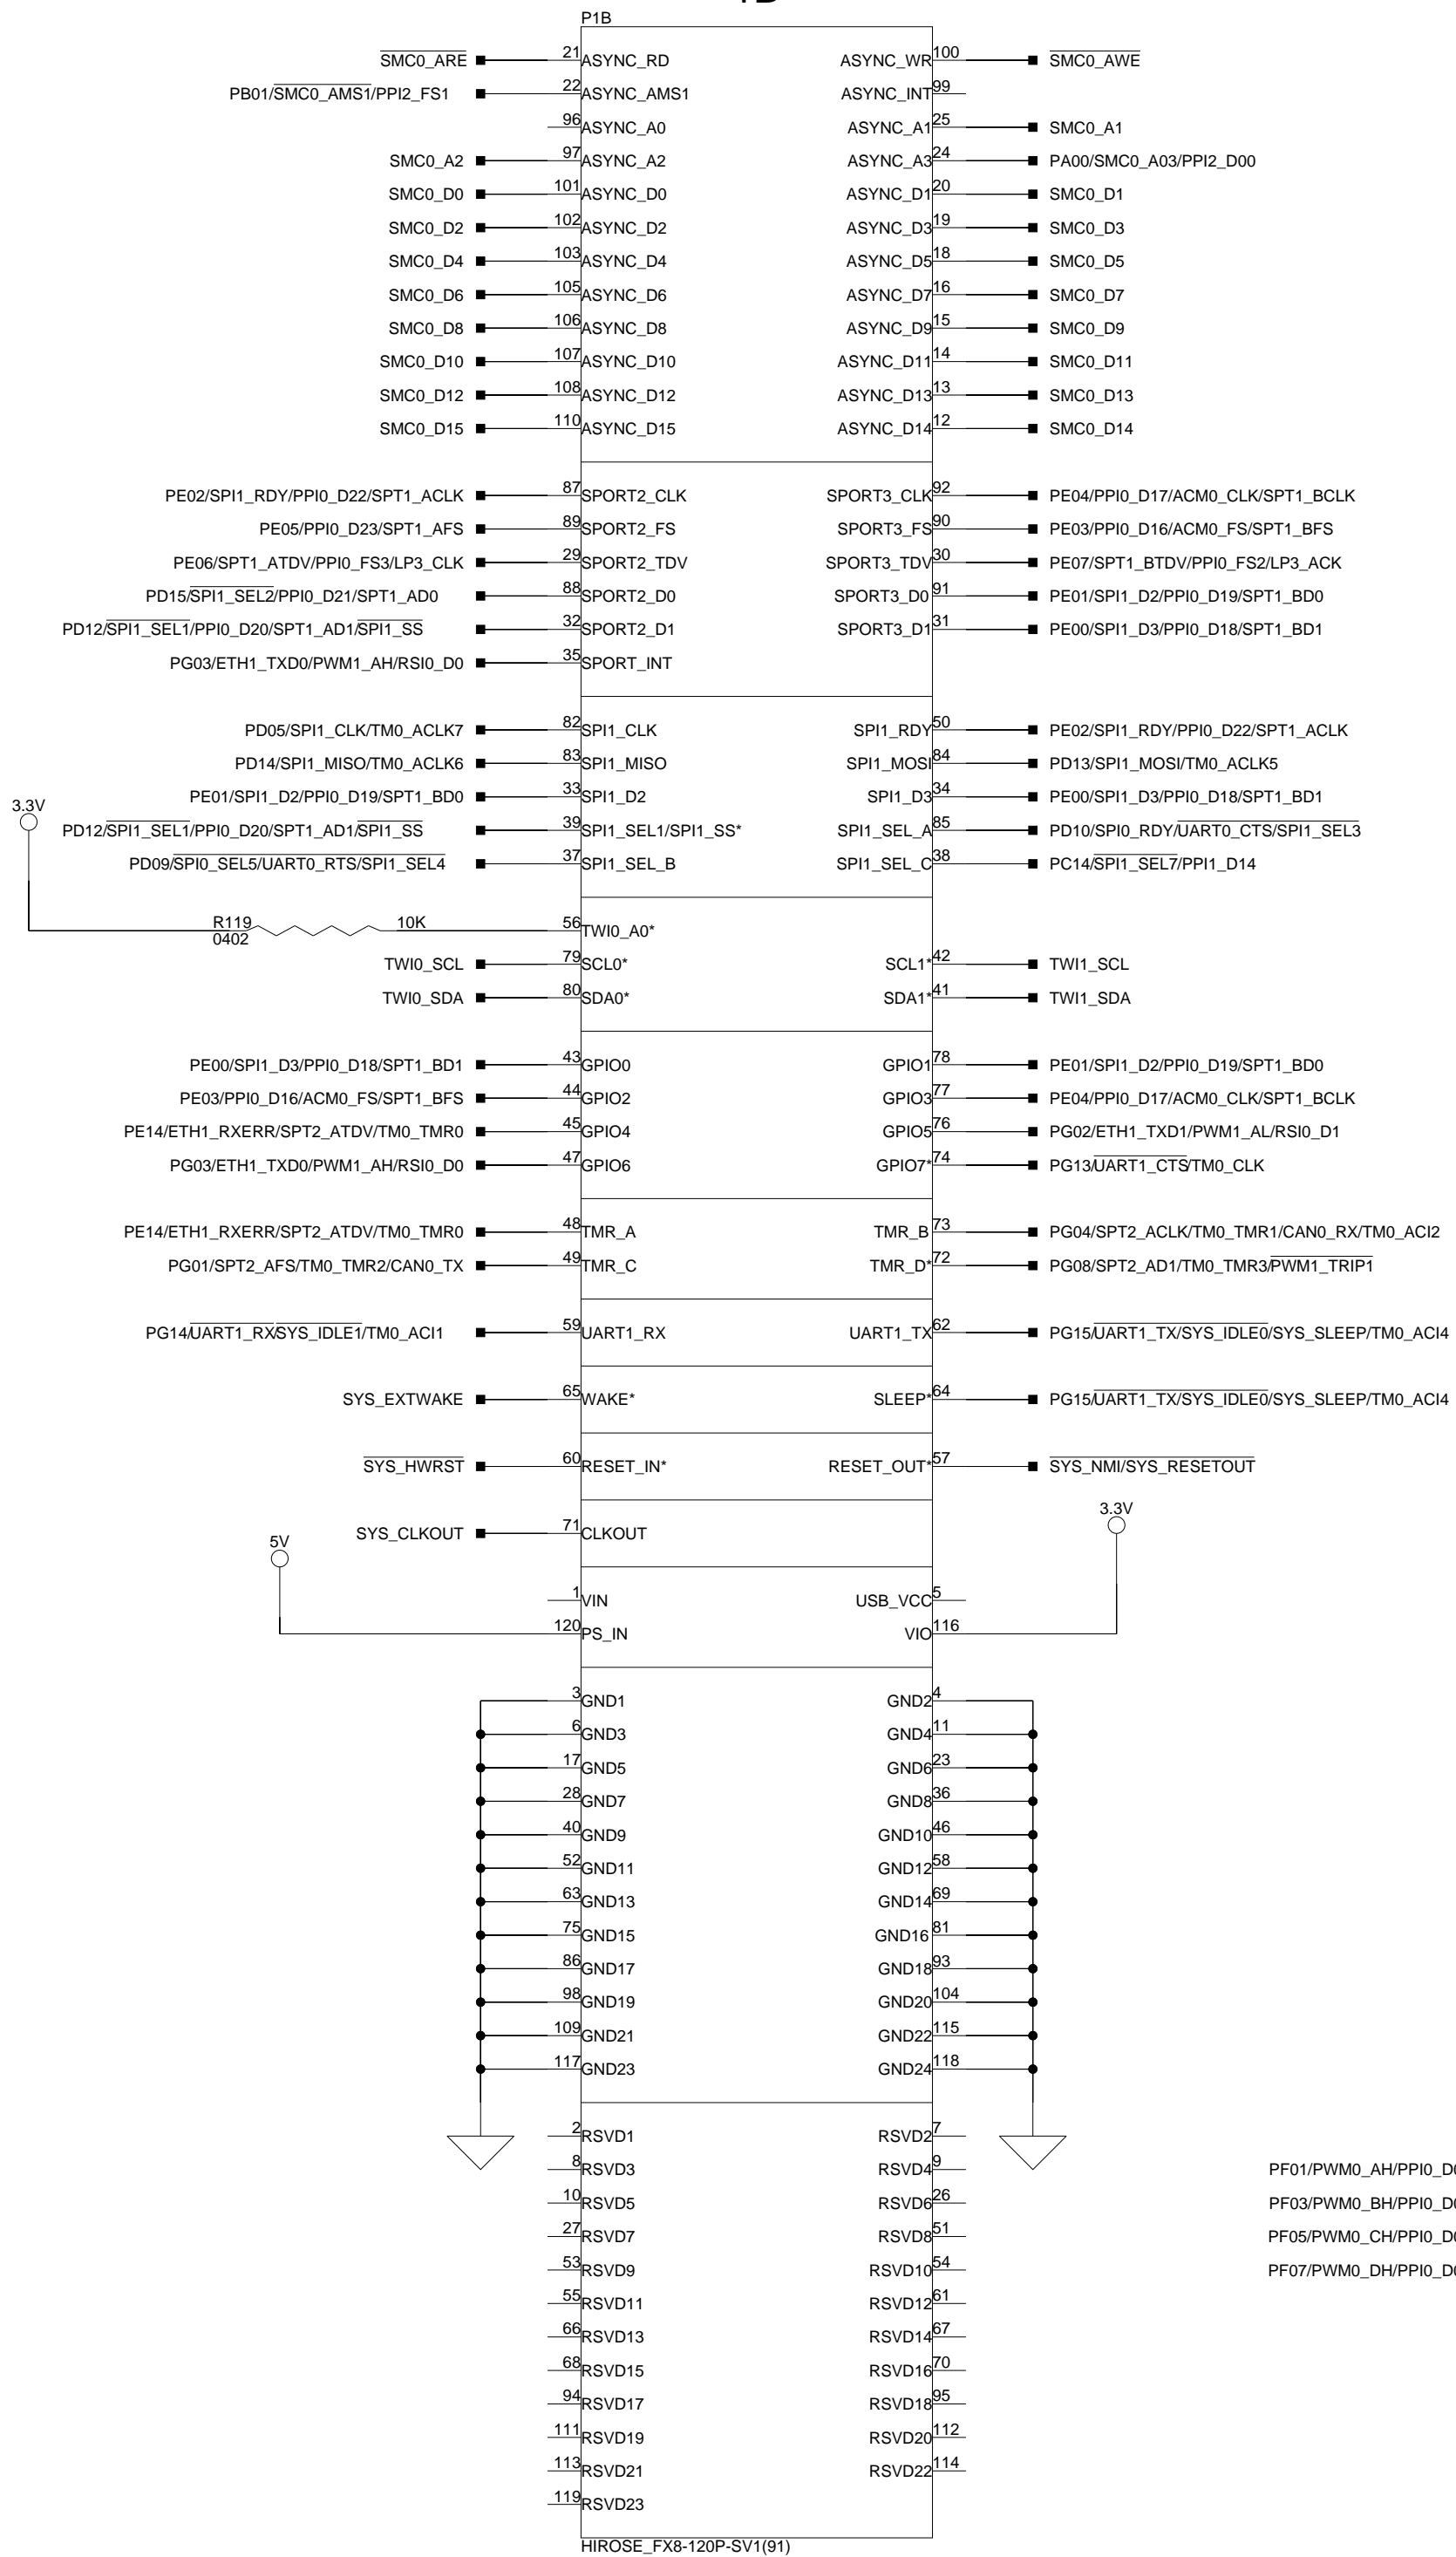 P1B
SMC0_ARE 21 ASYNC_RD ASYNC_WR 100 SMC0_AWE
PB01/SMC0_AMS1/PPI2_FS1 22 ASYNC_AMS1 ASYNC_INT 99
96 ASYNC_A0 ASYNC_A1 25 SMC0_A1
SMC0_A2 97 ASYNC_A2 ASYNC_A3 24 PA00/SMC0_A03/PPI2_D00
SMC0_D0 101 ASYNC_D0 ASYNC_D1 20 SMC0_D1
SMC0_D2 102 ASYNC_D2 ASYNC_D3 19 SMC0_D3
SMC0_D4 103 ASYNC_D4 ASYNC_D5 18 SMC0_D5
SMC0_D6 105 ASYNC_D6 ASYNC_D7 16 SMC0_D7
SMC0_D8 106 ASYNC_D8 ASYNC_D9 15 SMC0_D9
SMC0_D10 107 ASYNC_D10 ASYNC_D11 14 SMC0_D11
SMC0_D12 108 ASYNC_D12 ASYNC_D13 13 SMC0_D13
SMC0_D15 110 ASYNC_D15 ASYNC_D14 12 SMC0_D14
PE02/SPI1_RDY/PPI0_D22/SPT1_ACLK 87 SPORT2_CLK SPORT3_CLK 92 PE04/PPI0_D17/ACM0_CLK/SPT1_BCLK
PE05/PPI0_D23/SPT1_AFS 89 SPORT2_FS SPORT3_FS 90 PE03/PPI0_D16/ACM0_FS/SPT1_BFS
PE06/SPT1_ATDV/PPI0_FS3/LP3_CLK 29 SPORT2_TDV SPORT3_TDV 30 PE07/SPT1_BTDV/PPI0_FS2/LP3_ACK
PD15/SPI1_SEL2/PPI0_D21/SPT1_AD0 88 SPORT2_D0 SPORT3_D0 91 PE01/SPI1_D2/PPI0_D19/SPT1_BD0
PD12/SPI1_SEL1/PPI0_D20/SPT1_AD1/SPI1_SS 32 SPORT2_D1 SPORT3_D1 31 PE00/SPI1_D3/PPI0_D18/SPT1_BD1
PG03/ETH1_TXD0/PWM1_AH/RSI0_D0 35 SPORT_INT
PD05/SPI1_CLK/TM0_ACLK7 82 SPI1_CLK SPI1_RDY 50 PE02/SPI1_RDY/PPI0_D22/SPT1_ACLK
PD14/SPI1_MISO/TM0_ACLK6 83 SPI1_MISO SPI1_MOSI 84 PD13/SPI1_MOSI/TM0_ACLK5
PE01/SPI1_D2/PPI0_D19/SPT1_BD0 33 SPI1_D2 SPI1_D3 34 PE00/SPI1_D3/PPI0_D18/SPT1_BD1
3.3V
PD12/SPI1_SEL1/PPI0_D20/SPT1_AD1/SPI1_SS 39 SPI1_SEL1/SPI1_SS* SPI1_SEL_A 85 PD10/SPI0_RDY/UART0_CTS/SPI1_SEL3
PD09/SPI0_SEL5/UART0_RTS/SPI1_SEL4 37 SPI1_SEL_B SPI1_SEL_C 38 PC14/SPI1_SEL7/PPI1_D14
R119 10K 56 TWI0_A0*
0402
TWI0_SCL 79 SCL0* SCL1* 42 TWI1_SCL
TWI0_SDA 80 SDA0* SDA1* 41 TWI1_SDA
PE00/SPI1_D3/PPI0_D18/SPT1_BD1 43 GPIO0 GPIO1 78 PE01/SPI1_D2/PPI0_D19/SPT1_BD0
PE03/PPI0_D16/ACM0_FS/SPT1_BFS 44 GPIO2 GPIO3 77 PE04/PPI0_D17/ACM0_CLK/SPT1_BCLK
PE14/ETH1_RXERR/SPT2_ATDV/TM0_TMR0 45 GPIO4 GPIO5 76 PG02/ETH1_TXD1/PWM1_AL/RSI0_D1
PG03/ETH1_TXD0/PWM1_AH/RSI0_D0 47 GPIO6 GPIO7* 74 PG13/UART1_CTS/TM0_CLK
PE14/ETH1_RXERR/SPT2_ATDV/TM0_TMR0 48 TMR_A TMR_B 73 PG04/SPT2_ACLK/TM0_TMR1/CAN0_RX/TM0_ACI2
PG01/SPT2_AFS/TM0_TMR2/CAN0_TX 49 TMR_C TMR_D* 72 PG08/SPT2_AD1/TM0_TMR3/PWM1_TRIP1
PG14/UART1_RX/SYS_IDLE1/TM0_ACI1 59 UART1_RX UART1_TX 62 PG15/UART1_TX/SYS_IDLE0/SYS_SLEEP/TM0_ACI4
SYS_EXTWAKE 65 WAKE* SLEEP* 64 PG15/UART1_TX/SYS_IDLE0/SYS_SLEEP/TM0_ACI4
SYS_HWRST 60 RESET_IN* RESET_OUT* 57 SYS_NMI/SYS_RESETOUT
3.3V
SYS_CLKOUT 71 CLKOUT
5V
1 VIN USB_VCC 5
120 PS_IN VIO 116
3 GND1 GND2 4
6 GND3 GND4 11
17 GND5 GND6 23
28 GND7 GND8 36
40 GND9 GND10 46
52 GND11 GND12 58
63 GND13 GND14 69
75 GND15 GND16 81
86 GND17 GND18 93
98 GND19 GND20 104
109 GND21 GND22 115
117 GND23 GND24 118
2 RSVD1 RSVD2 7
8 RSVD3 RSVD4 9 PF01/PWM0_AH/PPI0_D0
10 RSVD5 RSVD6 26 PF03/PWM0_BH/PPI0_D0
27 RSVD7 RSVD8 51 PF05/PWM0_CH/PPI0_D0
53 RSVD9 RSVD10 54 PF07/PWM0_DH/PPI0_D0
55 RSVD11 RSVD12 61
66 RSVD13 RSVD14 67
68 RSVD15 RSVD16 70
94 RSVD17 RSVD18 95
111 RSVD19 RSVD20 112
113 RSVD21 RSVD22 114
119 RSVD23
HIROSE_FX8-120P-SV1(91)